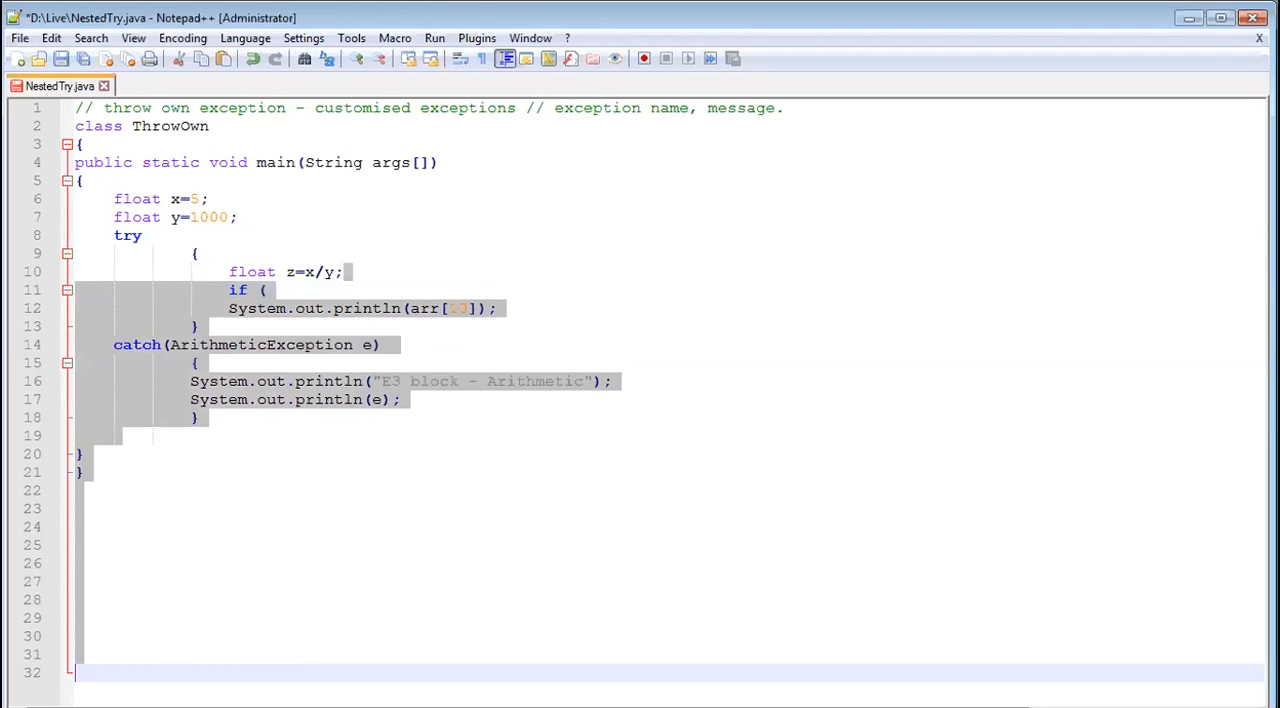 *D:\Live\NestedTry.java - Notepad++ [Administrator]
File Edit Search View Encoding Language Settings Tools Macro Run Plugins Window ? X
NestedTry.java
1 // throw own exception - customised exceptions // exception name, message.
2 class ThrowOwn
3 {
4 public static void main(String args[])
5 {
6 float x=5;
7 float y=1000;
8 try
9 {
10 float z=x/y;
11 if (
12 System.out.println(arr[10]);
13 }
14 catch(ArithmeticException e)
15 {
16 System.out.println("E3 block - Arithmetic");
17 System.out.println(e);
18 }
19
20 }
21 }
22
23
24
25
26
27
28
29
30
31
32